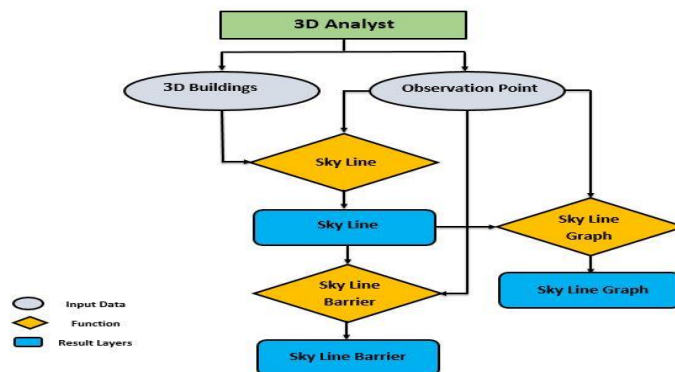 3D Analyst
3D Buildings
Observation Point
Sky Line
Sky Line
Sky Line
Graph
Sky Line
Barrier
Sky Line Graph
Sky Line Barrier
Input Data
Function
Result Layers